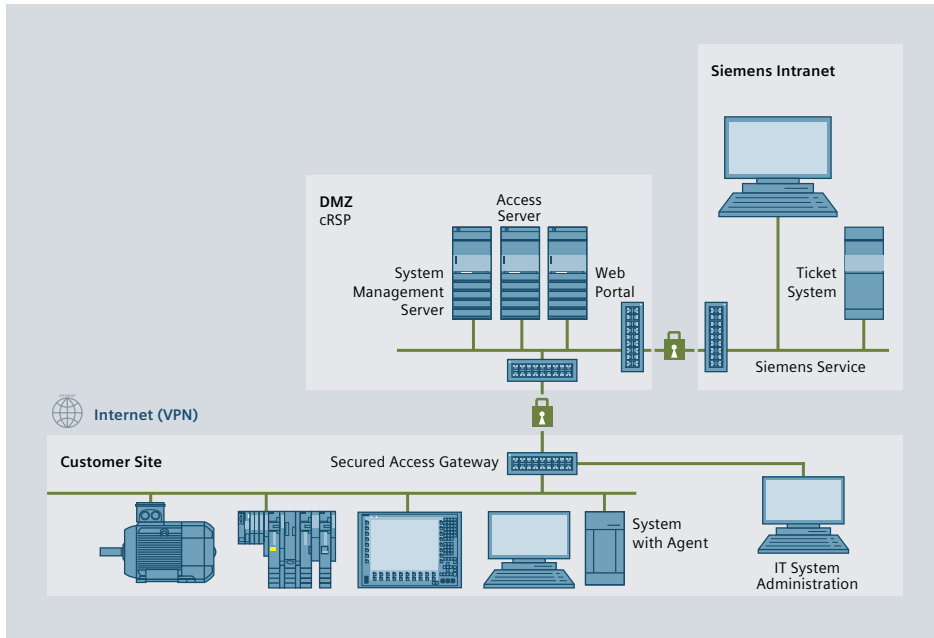 Siemens Intranet
DMZ
cRSP
Access
Server
System
Management
Server
Web
Portal
Ticket
System
Siemens Service
Internet (VPN)
Customer Site
Secured Access Gateway
System
with Agent
IT System
Administration